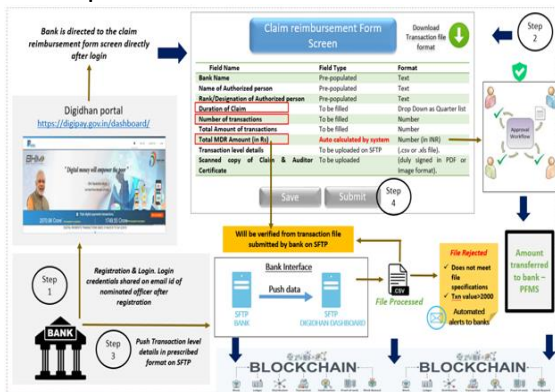 Bank is directed to the claim
reimbursement form screen directly
after login
Digidhan portal
https://digipay.gov.in/dashboard/
Claim reimbursement Form
Screen
Download
Transaction file
format
Step
2
Field Name Field Type Format
Bank Name Pre-populated Text
Name of Authorized person Pre-populated Text
Rank/Designation of Authorized person Pre-populated Text
Duration of Claim To be filled Drop Down as Quarter list
Number of transactions To be filled Number
Total Amount of transactions To be filled Number
Total MDR Amount (in Rs) Auto calculated by system Number (in INR)
Transaction level details To be uploaded on SFTP (.csv or .xls file).
Scanned copy of Claim & Auditor To be uploaded (duly signed in PDF or
Certificate Image format).
Save
Submit
Step
4
Approval
Workflow
"Digital money will empower the poor"
Will be verified from transaction file
submitted by bank on SFTP
Step
1
Registration & Login. Login
credentials shared on email id of
nominated officer after
registration
BANK
Step
3
Push Transaction level
details in prescribed
format on SFTP
Bank Interface
Push data
SFTP
BANK
SFTP
DIGIDHAN DASHBOARD
CSV
File Processed
File Rejected
✓ Does not meet
file
specifications
✓ Txn value>2000
Automated
alerts to banks
Amount
transferred
to bank –
PFMS
BLOCKCHAIN
BLOCKCHAIN